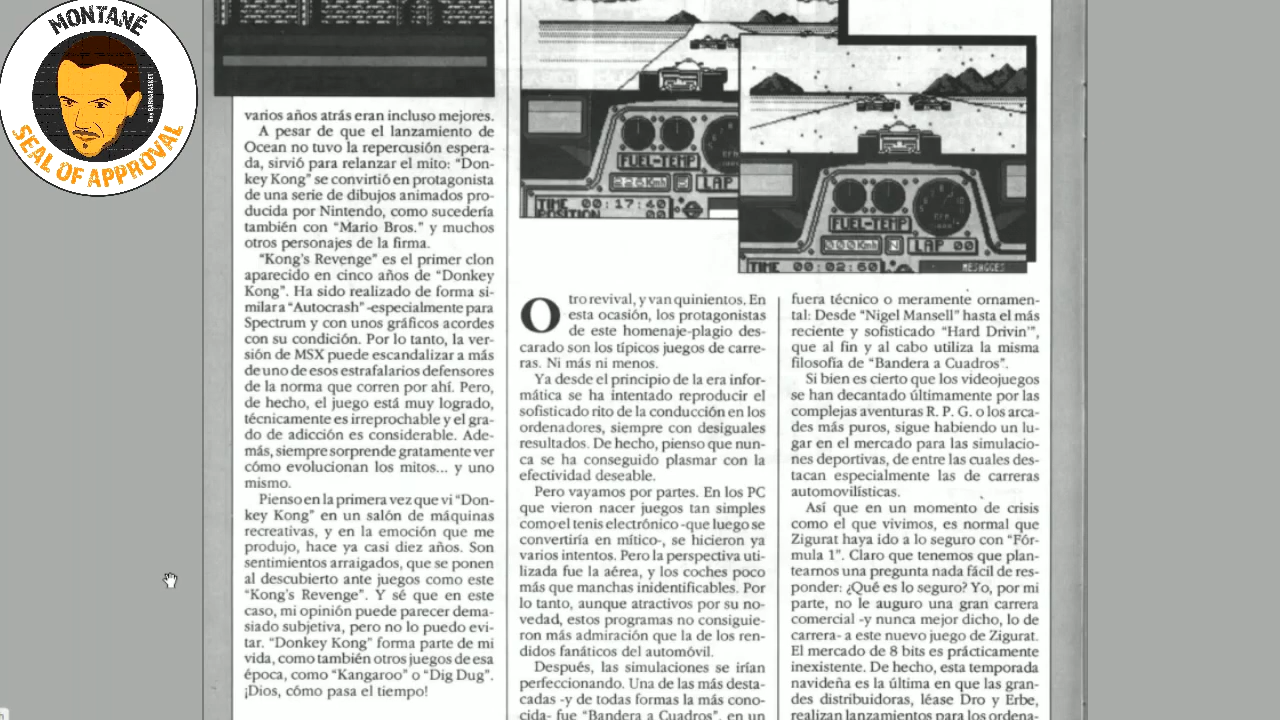 MONTANÉ
THE BARNBASKET
SEAL OF APPROVAL
varios años atrás eran incluso mejores.
A pesar de que el lanzamiento de
Ocean no tuvo la repercusión espera-
da, sirvió para relanzar el mito: “Don-
key Kong” se convirtió en protagonista
de una serie de dibujos animados pro-
ducida por Nintendo, como sucedería
también con “Mario Bros.” y muchos
otros personajes de la firma.
“Kong's Revenge” es el primer clon
aparecido en cinco años de “Donkey
Kong”. Ha sido realizado de forma si-
milar a “Autocrash” -especialmente para
Spectrum y con unos gráficos acordes
con su condición. Por lo tanto, la ver-
sión de MSX puede escandalizar a más
de uno de esos estrafalarios defensores
de la norma que corren por ahí. Pero,
de hecho, el juego está muy logrado,
técnicamente es irreprochable y el gra-
do de adicción es considerable. Ade-
más, siempre sorprende gratamente ver
cómo evolucionan los mitos... y uno
mismo.
Pienso en la primera vez que vi “Don-
key Kong” en un salón de máquinas
recreativas, y en la emoción que me
produjo, hace ya casi diez años. Son
sentimientos arraigados, que se ponen
al descubierto ante juegos como este
“Kong's Revenge”. Y sé que en este
caso, mi opinión puede parecer dema-
siado subjetiva, pero no lo puedo evi-
tar. “Donkey Kong” forma parte de mi
vida, como también otros juegos de esa
época, como “Kangaroo” o “Dig Dug”.
¡Dios, cómo pasa el tiempo!
FUEL-TEMP
LAP
TIME 00:17:40
POSITION 00
FUEL-TEMP
LAP 00
TIME 00:02:60
Otro revival, y van quinientos. En
esta ocasión, los protagonistas
de este homenaje-plagio des-
carado son los típicos juegos de carre-
ras. Ni más ni menos.
Ya desde el principio de la era infor-
mática se ha intentado reproducir el
sofisticado rito de la conducción en los
ordenadores, siempre con desiguales
resultados. De hecho, pienso que nun-
ca se ha conseguido plasmar con la
efectividad deseable.
Pero vayamos por partes. En los PC
que vieron nacer juegos tan simples
como el tenis electrónico -que luego se
convertiría en mítico-, se hicieron ya
varios intentos. Pero la perspectiva uti-
lizada fue la aérea, y los coches poco
más que manchas inidentificables. Por
lo tanto, aunque atractivos por su no-
vedad, estos programas no consiguie-
ron más admiración que la de los ren-
didos fanáticos del automóvil.
Después, las simulaciones se irían
perfeccionando. Una de las más desta-
cadas -y de todas formas la más cono-
cida- fue “Bandera a Cuadros”, en un
fuera técnico o meramente ornamen-
tal: Desde “Nigel Mansell” hasta el más
reciente y sofisticado “Hard Drivin'”,
que al fin y al cabo utiliza la misma
filosofía de “Bandera a Cuadros”.
Si bien es cierto que los videojuegos
se han decantado últimamente por las
complejas aventuras R. P. G. o los arca-
des más puros, sigue habiendo un lu-
gar en el mercado para las simulacio-
nes deportivas, de entre las cuales des-
tacan especialmente las de carreras
automovilísticas.
Así que en un momento de crisis
como el que vivimos, es normal que
Zigurat haya ido a lo seguro con “Fór-
mula 1”. Claro que tenemos que plan-
tearnos una pregunta nada fácil de res-
ponder: ¿Qué es lo seguro? Yo, por mi
parte, no le auguro una gran carrera
comercial -y nunca mejor dicho, lo de
carrera- a este nuevo juego de Zigurat.
El mercado de 8 bits es prácticamente
inexistente. De hecho, esta temporada
navideña es la última en que las gran-
des distribuidoras, léase Dro y Erbe,
realizan lanzamientos para los ordena-